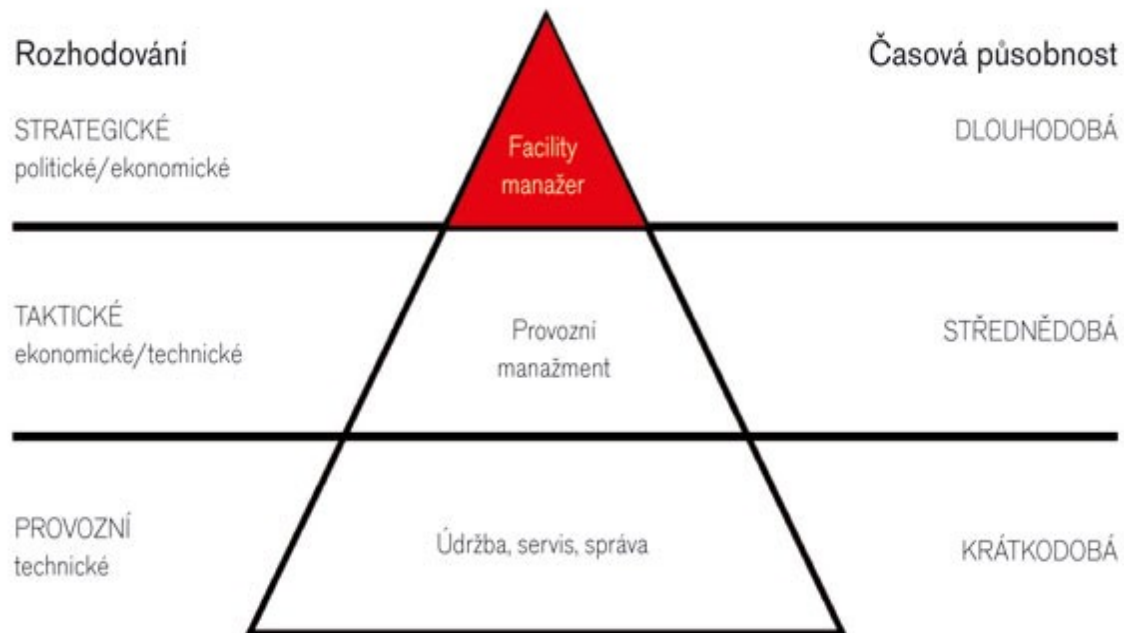 Rozhodování
Časová působnost
STRATEGICKÉ
politické/ekonomické
Facility
manažer
DLOUHODOBÁ
TAKTICKÉ
ekonomické/technické
Provozní
manažment
STŘEDNĚDOBÁ
PROVOZNÍ
technické
Údržba, servis, správa
KRÁTKODOBÁ